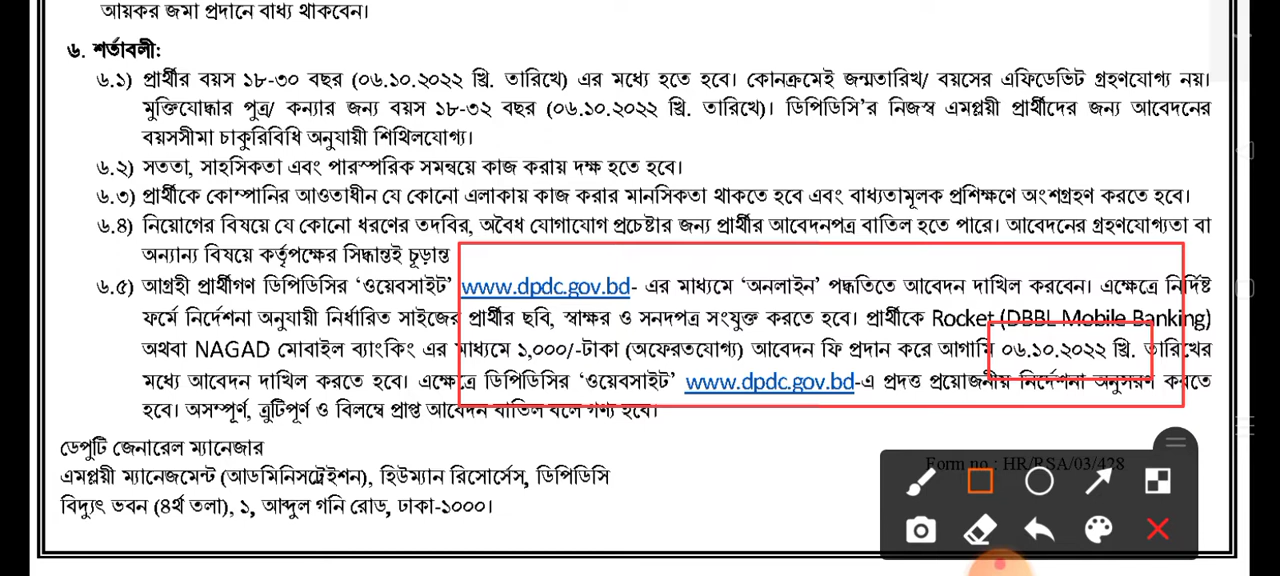 আয়কর জমা প্রদানে বাধ্য থাকবেন।
৬. শর্তাবলী:
৬.১) প্রার্থীর বয়স ১৮-৩০ বছর (০৬.১০.২০২২ খ্রি. তারিখে) এর মধ্যে হতে হবে। কোনক্রমেই জন্মতারিখ/ বয়সের এফিডেভিট গ্রহণযোগ্য নয়।
মুক্তিযোদ্ধার পুত্র/ কন্যার জন্য বয়স ১৮-৩২ বছর (০৬.১০.২০২২ খ্রি. তারিখে)। ডিপিডিসি'র নিজস্ব এমপ্লয়ী প্রার্থীদের জন্য আবেদনের
বয়সসীমা চাকুরিবিধি অনুযায়ী শিথিলযোগ্য।
৬.২) সততা, সাহসিকতা এবং পারস্পরিক সমন্বয়ে কাজ করায় দক্ষ হতে হবে।
৬.৩) প্রার্থীকে কোম্পানির আওতাধীন যে কোনো এলাকায় কাজ করার মানসিকতা থাকতে হবে এবং বাধ্যতামূলক প্রশিক্ষণে অংশগ্রহণ করতে হবে।
৬.৪) নিয়োগের বিষয়ে যে কোনো ধরণের তদবির, অবৈধ যোগাযোগ প্রচেষ্টার জন্য প্রার্থীর আবেদনপত্র বাতিল হতে পারে। আবেদনের গ্রহণযোগ্যতা বা
অন্যান্য বিষয়ে কর্তৃপক্ষের সিদ্ধান্তই চূড়ান্ত
৬.৫) আগ্রহী প্রার্থীগণ ডিপিডিসির ‘ওয়েবসাইট’ www.dpdc.gov.bd- এর মাধ্যমে ‘অনলাইন’ পদ্ধতিতে আবেদন দাখিল করবেন। এক্ষেত্রে নির্দিষ্ট
ফর্মে নির্দেশনা অনুযায়ী নির্ধারিত সাইজের প্রার্থীর ছবি, স্বাক্ষর ও সনদপত্র সংযুক্ত করতে হবে। প্রার্থীকে Rocket (DBBL Mobile Banking)
অথবা NAGAD মোবাইল ব্যাংকিং এর মাধ্যমে ১,০০০/-টাকা (অফেরতযোগ্য) আবেদন ফি প্রদান করে আগামি ০৬.১০.২০২২ খ্রি. তারিখের
মধ্যে আবেদন দাখিল করতে হবে। এক্ষেত্রে ডিপিডিসির ‘ওয়েবসাইট’ www.dpdc.gov.bd-এ প্রদত্ত প্রয়োজনীয় নির্দেশনা অনুসরণ করতে
হবে। অসম্পূর্ণ, ত্রুটিপূর্ণ ও বিলম্বে প্রাপ্ত আবেদন বাতিল বলে গণ্য হবে।
ডেপুটি জেনারেল ম্যানেজার
এমপ্লয়ী ম্যানেজমেন্ট (আডমিনিসট্রেইশন), হিউম্যান রিসোর্সেস, ডিপিডিসি
Form no : HR/RSA/03/428
বিদ্যুৎ ভবন (৪র্থ তলা), ১, আব্দুল গনি রোড, ঢাকা-১০০০।